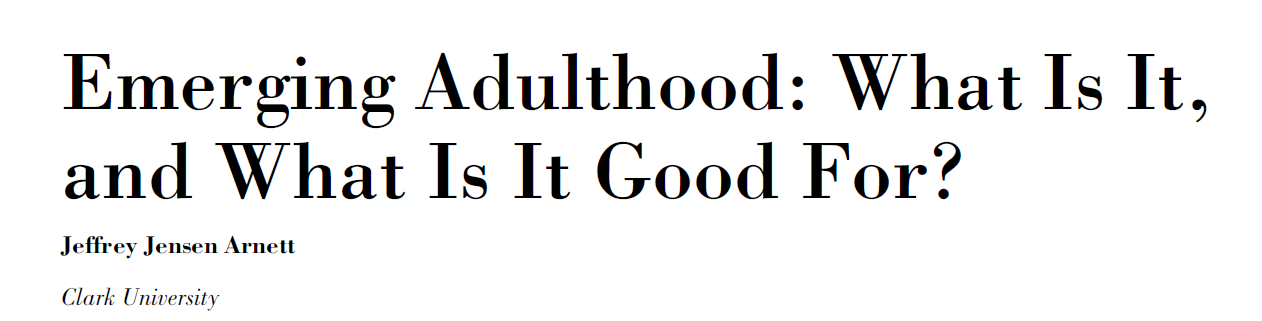 Emerging Adulthood: What Is It,
and What Is It Good For?
Jeffrey Jensen Arnett
Clark University